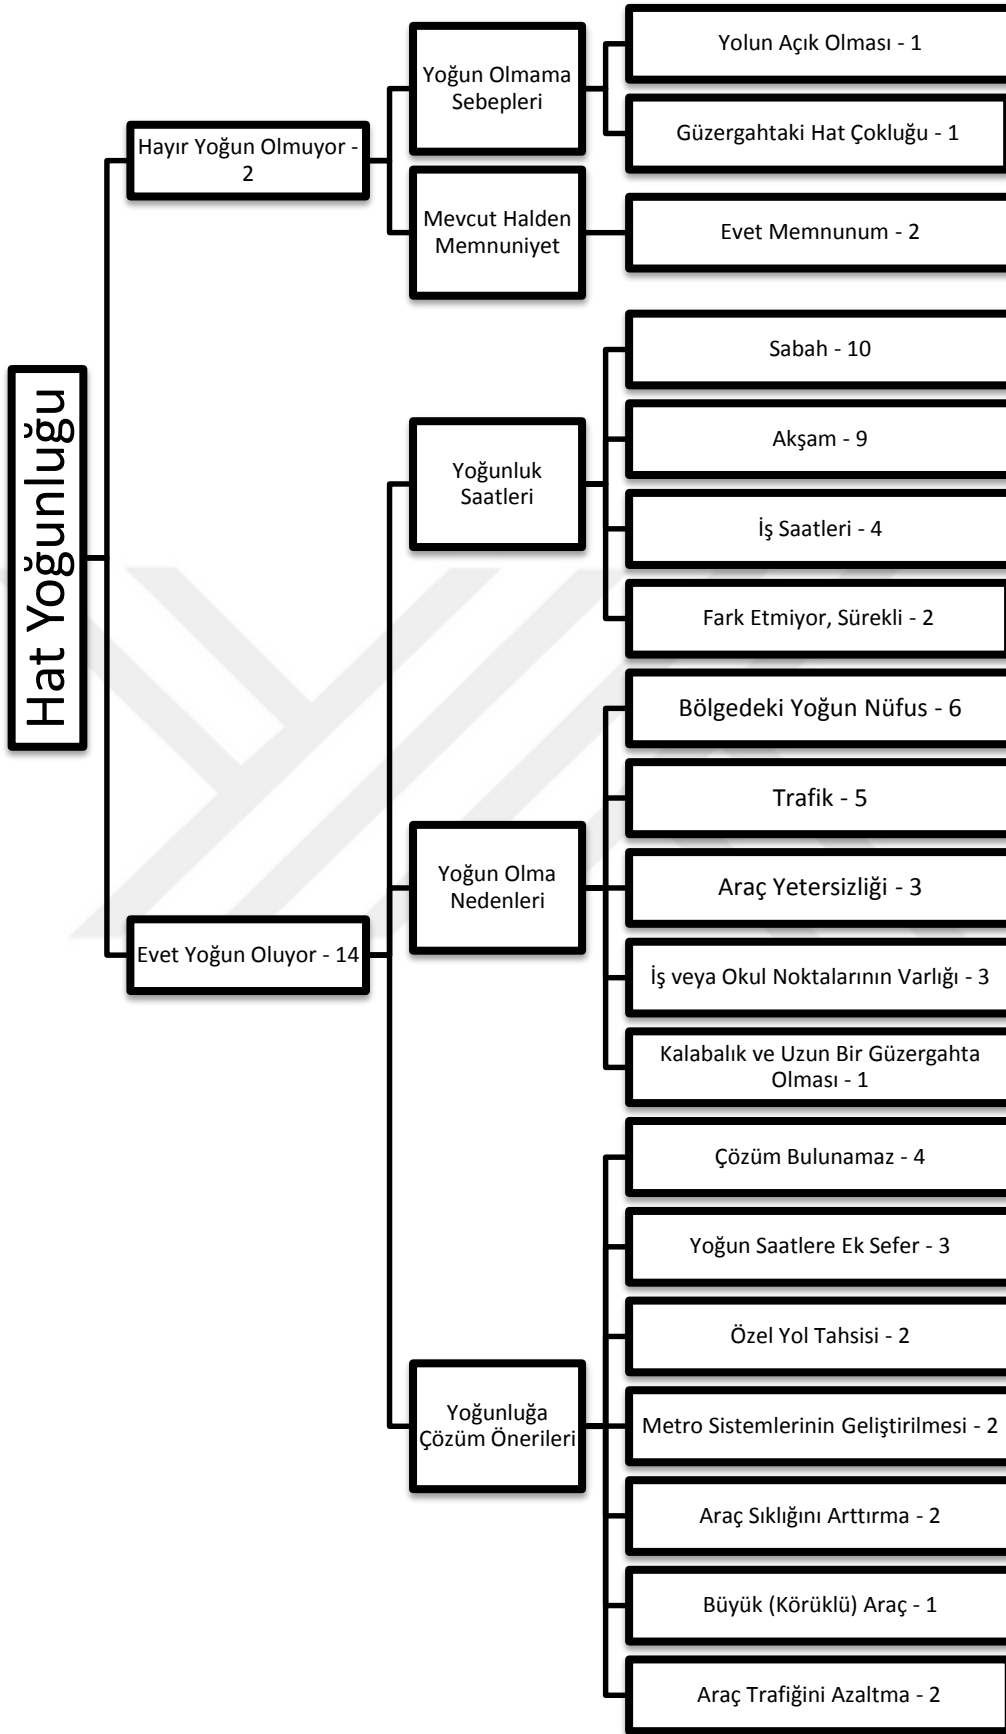 Hat Yoğunluğu
Hayır Yoğun Olmuyor -
2
Yoğun Olmama
Sebepleri
Yolun Açık Olması - 1
Güzergahtaki Hat Çokluğu - 1
Mevcut Halden
Memnuniyet
Evet Memnunum - 2
Evet Yoğun Oluyor - 14
Yoğunluk
Saatleri
Sabah - 10
Akşam - 9
İş Saatleri - 4
Fark Etmiyor, Sürekli - 2
Yoğun Olma
Nedenleri
Bölgedeki Yoğun Nüfus - 6
Trafik - 5
Araç Yetersizliği - 3
İş veya Okul Noktalarının Varlığı - 3
Kalabalık ve Uzun Bir Güzergahta
Olması - 1
Yoğunluğa
Çözüm Önerileri
Çözüm Bulunamaz - 4
Yoğun Saatlere Ek Sefer - 3
Özel Yol Tahsisi - 2
Metro Sistemlerinin Geliştirilmesi - 2
Araç Sıklığını Arttırma - 2
Büyük (Körüklü) Araç - 1
Araç Trafiğini Azaltma - 2